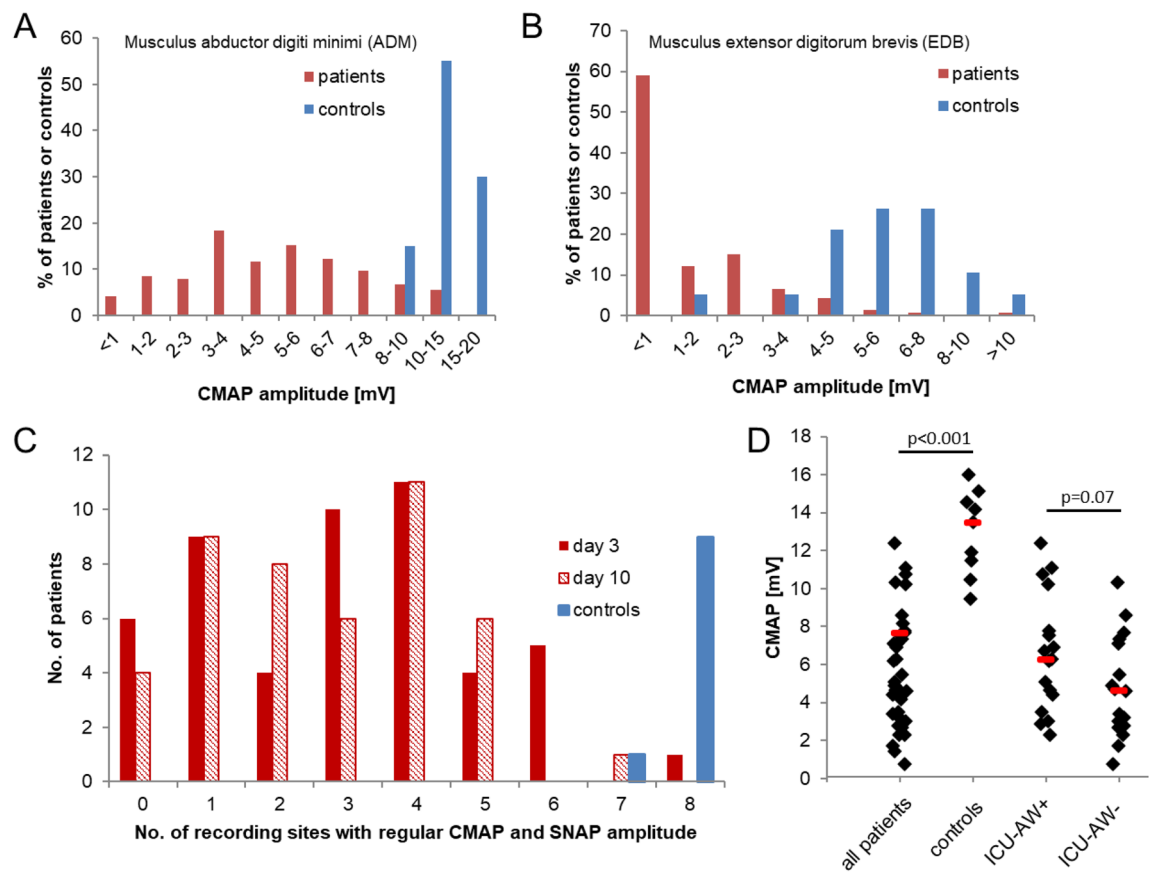 A
Musculus abductor digiti minimi (ADM)
patients
controls
% of patients or controls
60
50
40
30
20
10
0
<1
1-2
2-3
3-4
4-5
5-6
6-7
7-8
8-10
10-15
15-20
CMAP amplitude [mV]
B
Musculus extensor digitorum brevis (EDB)
patients
controls
% of patients or controls
70
60
50
40
30
20
10
0
<1
1-2
2-3
3-4
4-5
5-6
6-8
8-10
>10
CMAP amplitude [mV]
C
day 3
day 10
controls
No. of patients
12
10
8
6
4
2
0
0
1
2
3
4
5
6
7
8
No. of recording sites with regular CMAP and SNAP amplitude
D
p<0.001
p=0.07
CMAP [mV]
18
16
14
12
10
8
6
4
2
0
all patients
controls
ICU-AW+
ICU-AW-